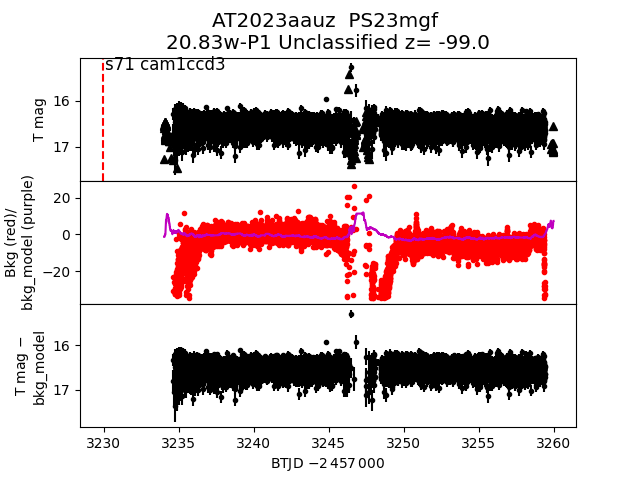 AT2023aauz  PS23mgf
20.83w-P1 Unclassified z= -99.0
s71 cam1ccd3
T mag
16
17
Bkg (red)/
bkg_model (purple)
20
0
−20
T mag −
bkg_model
16
17
3230 3235 3240 3245 3250 3255 3260
BTJD −2 457 000